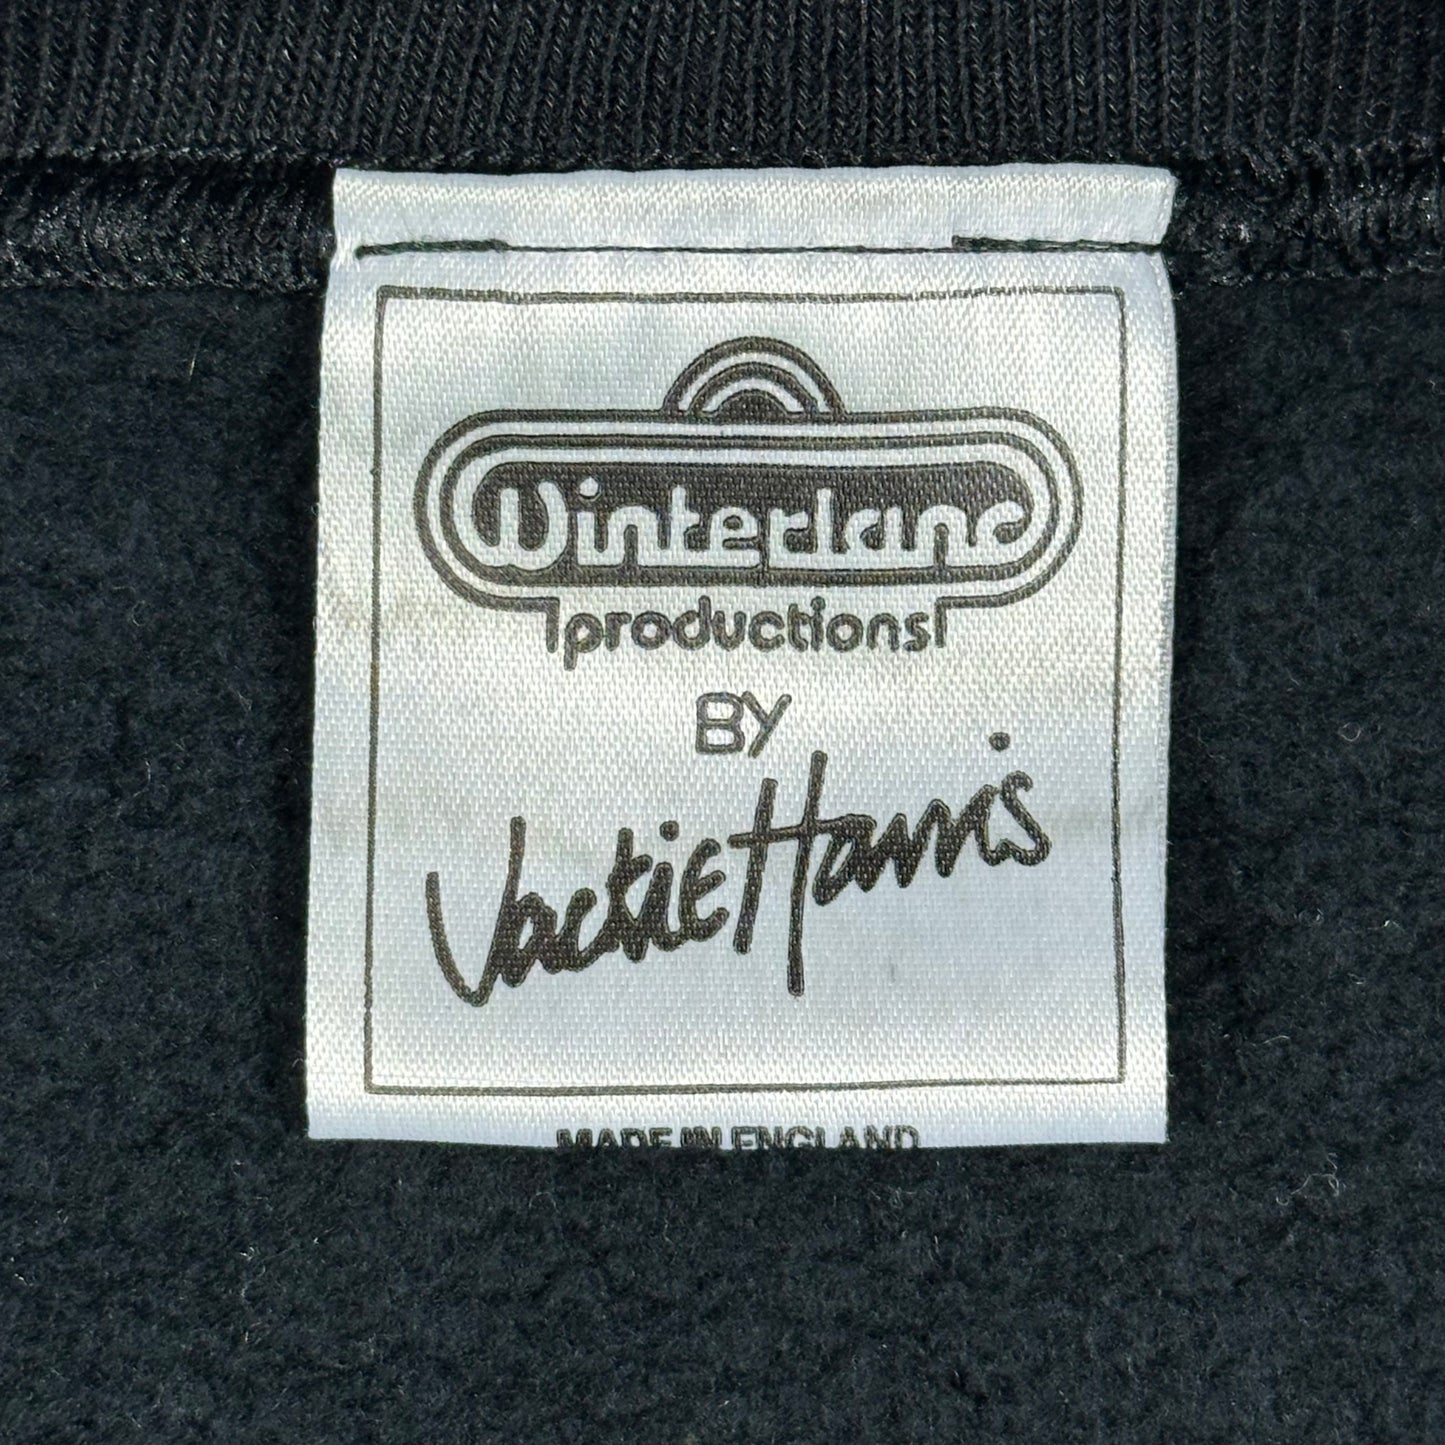 Winterland
productions
BY
Jackie Harris
MADE IN ENGLAND